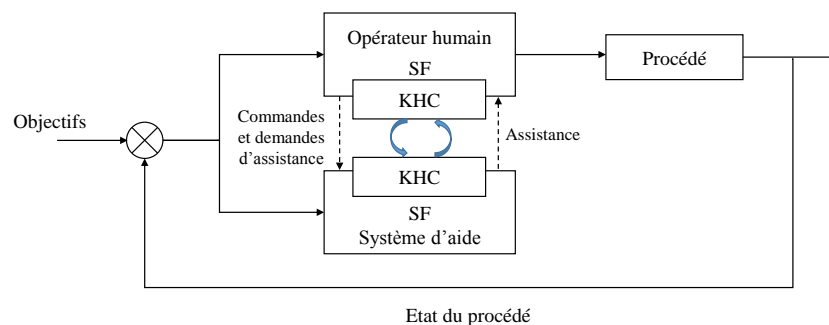 Opérateur humain
SF
KHC
Procédé
Objectifs
Commandes
et demandes
d’assistance
Assistance
KHC
SF
Système d’aide
Etat du procédé